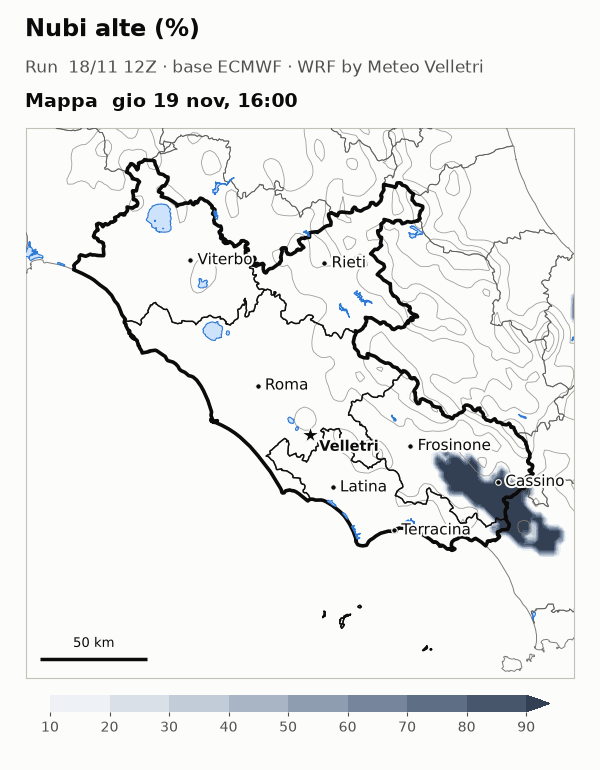 Nubi alte (%)
Run  18/11 12Z · base ECMWF · WRF by Meteo Velletri
Mappa  gio 19 nov, 16:00
Viterbo
Rieti
Roma
Velletri
Frosinone
Cassino
Latina
Terracina
50 km
10 20 30 40 50 60 70 80 90